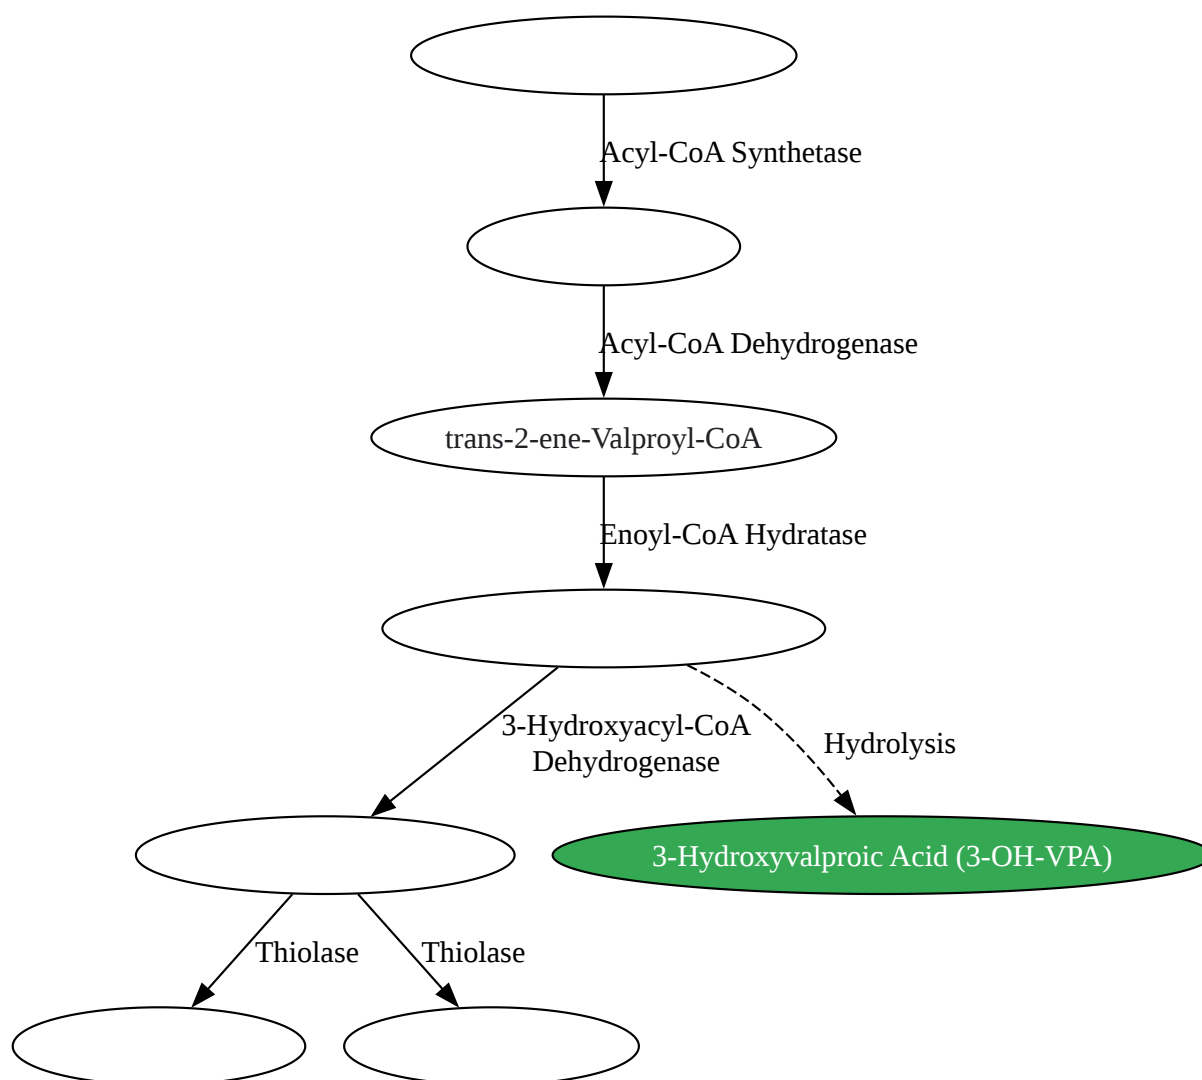 Acyl-CoA Synthetase
Acyl-CoA Dehydrogenase
trans-2-ene-Valproyl-CoA
Enoyl-CoA Hydratase
3-Hydroxyacyl-CoA
Dehydrogenase
Hydrolysis
3-Hydroxyvalproic Acid (3-OH-VPA)
Thiolase
Thiolase